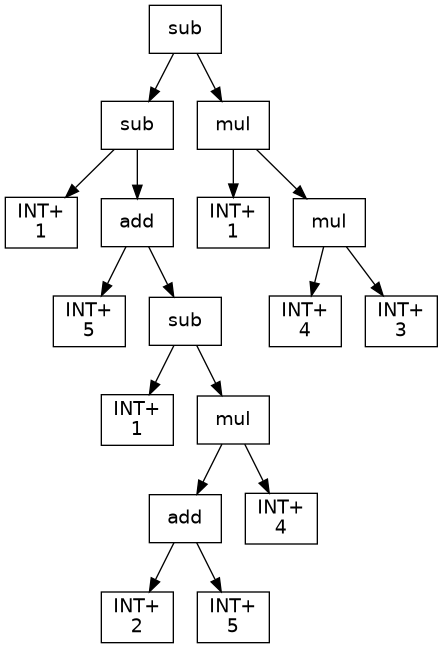 sub
sub
mul
INT+
1
add
INT+
1
mul
INT+
5
sub
INT+
4
INT+
3
INT+
1
mul
add
INT+
4
INT+
2
INT+
5